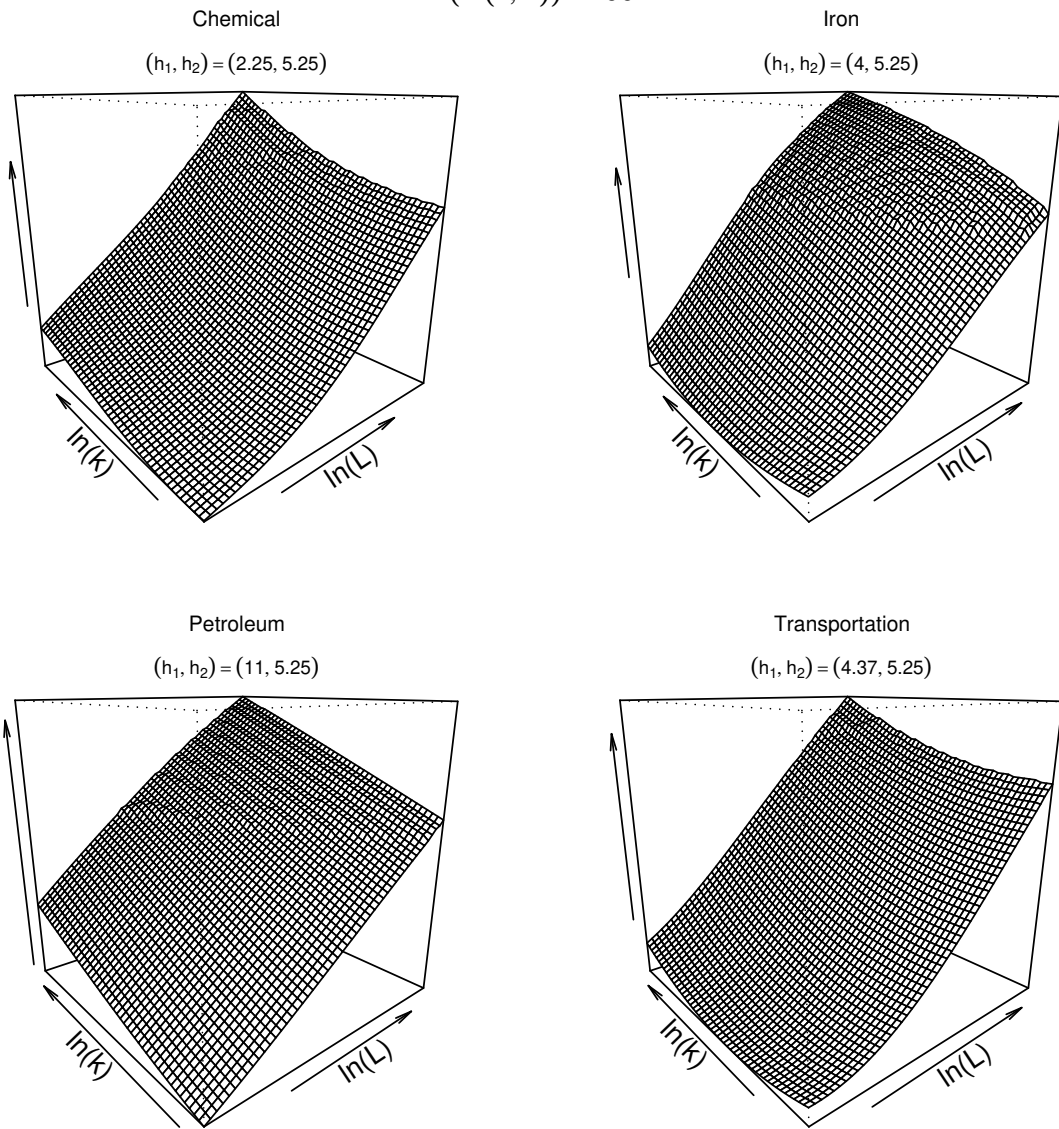 Chemical
(h₁, h₂) = (2.25, 5.25)
ln(k)
ln(L)
Iron
(h₁, h₂) = (4, 5.25)
ln(k)
ln(L)
Petroleum
(h₁, h₂) = (11, 5.25)
ln(k)
ln(L)
Transportation
(h₁, h₂) = (4.37, 5.25)
ln(k)
ln(L)